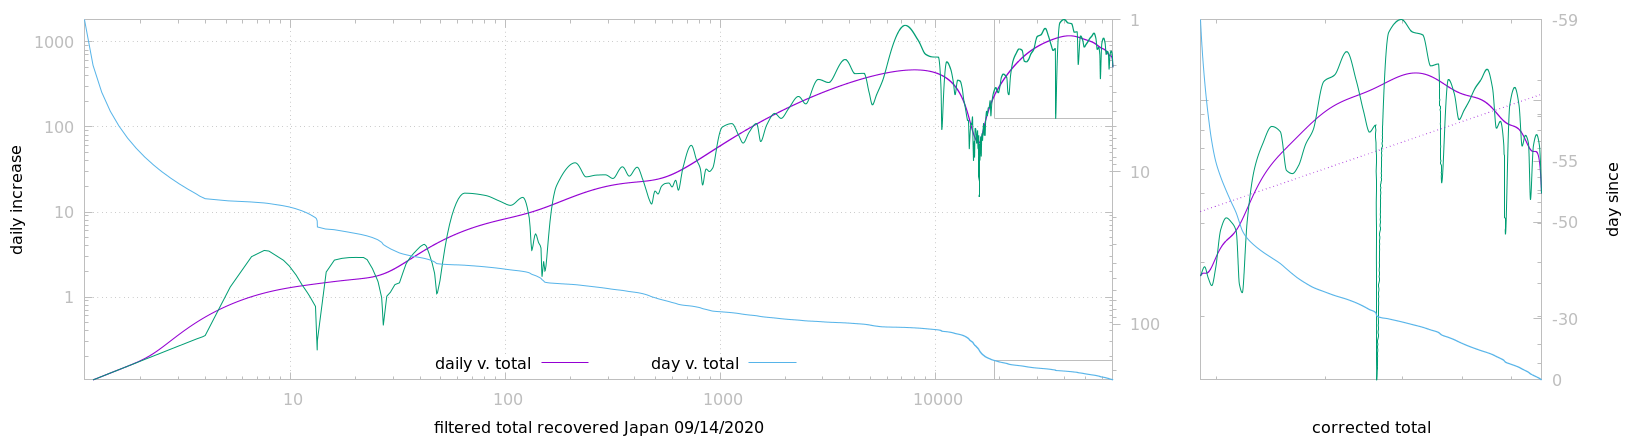 1000
100
10
1
daily increase
10
100
1000
10000
filtered total recovered Japan 09/14/2020
daily v. total
day v. total
1
10
100
-59
-55
-50
-30
0
day since
corrected total